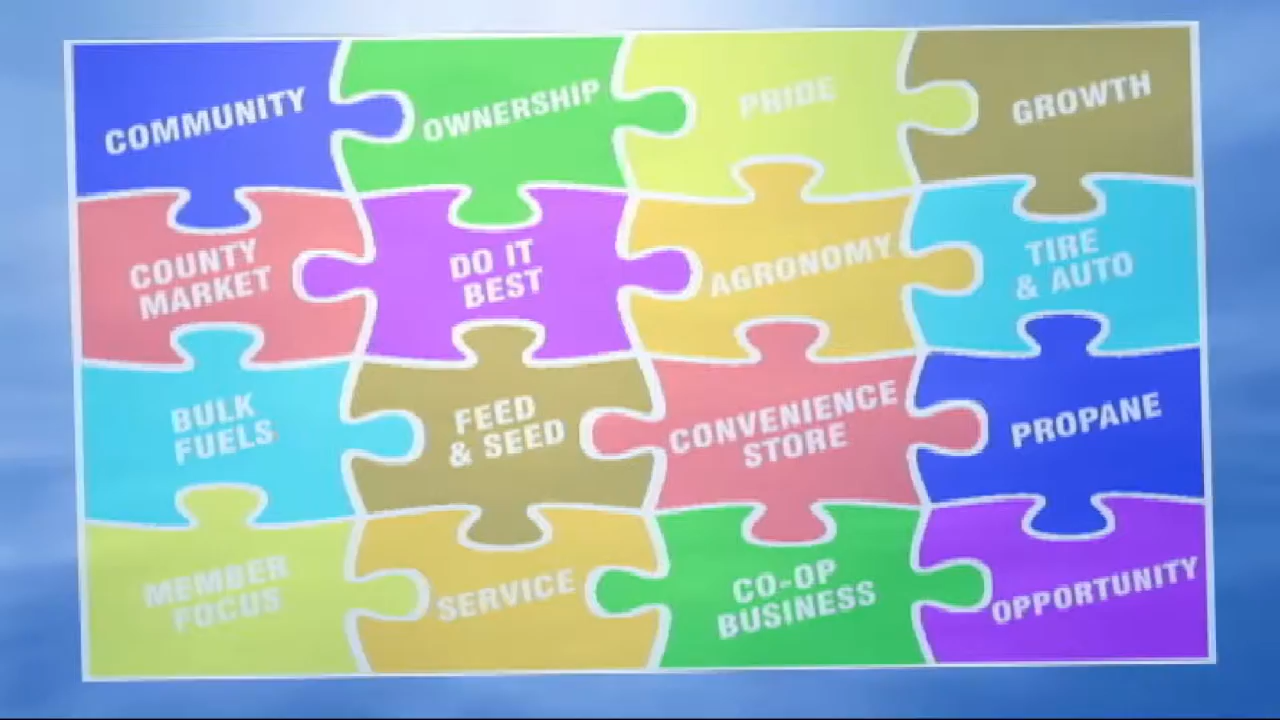 COMMUNITY
OWNERSHIP
PRIDE
GROWTH
COUNTY
MARKET
DO IT
BEST
AGRONOMY
TIRE
& AUTO
BULK
FUELS
FEED
& SEED
CONVENIENCE
STORE
PROPANE
MEMBER
FOCUS
SERVICE
CO-OP
BUSINESS
OPPORTUNITY